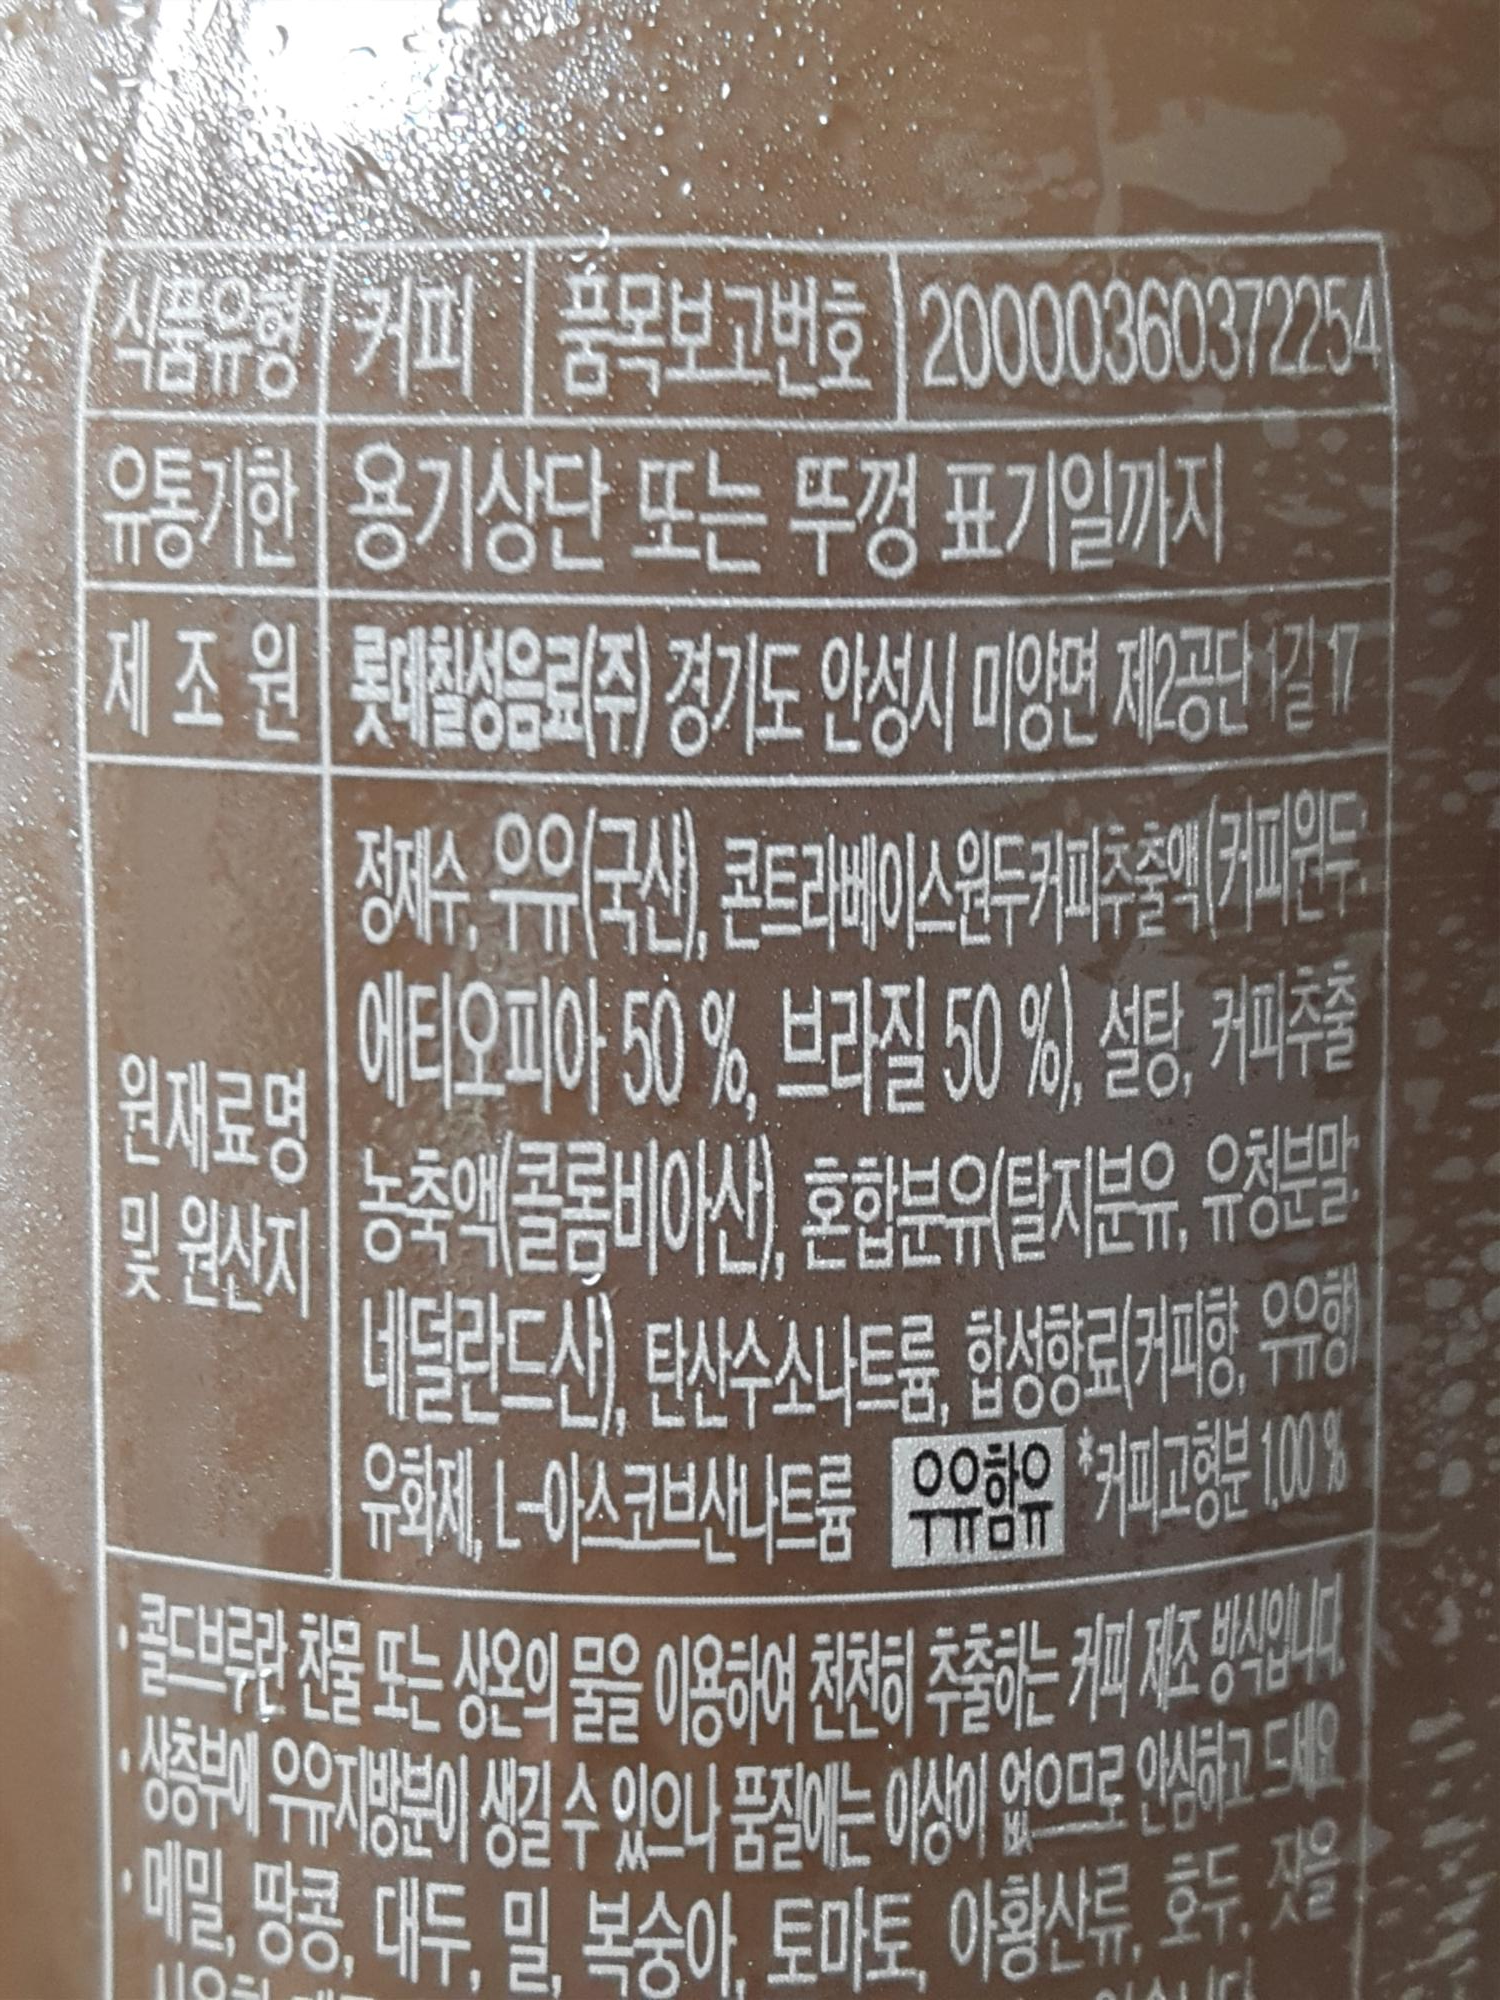 식품유형 커피 품목보고번호 20000360372254
유통기한 용기상단 또는 뚜껑 표기일까지
제 조 원 롯데칠성음료(주) 경기도 안성시 미양면 제2공단 1길 17
원재료명
및 원산지
정제수, 우유(국산), 콘트라베이스원두커피추출액(커피원두,
에티오피아 50 %, 브라질 50 %), 설탕, 커피추출
농축액(콜롬비아산), 혼합분유(탈지분유, 유청분말,
네덜란드산), 탄산수소나트륨, 합성향료(커피향, 우유향)
유화제, L-아스코브산나트륨 우유함유 *커피고형분 1.00 %
· 콜드브루란 찬물 또는 상온의 물을 이용하여 천천히 추출하는 커피 제조 방식입니다.
· 상층부에 우유지방분이 생길 수 있으나 품질에는 이상이 없으므로 안심하고 드세요
· 메밀, 땅콩, 대두, 밀, 복숭아, 토마토, 아황산류, 호두, 잣을